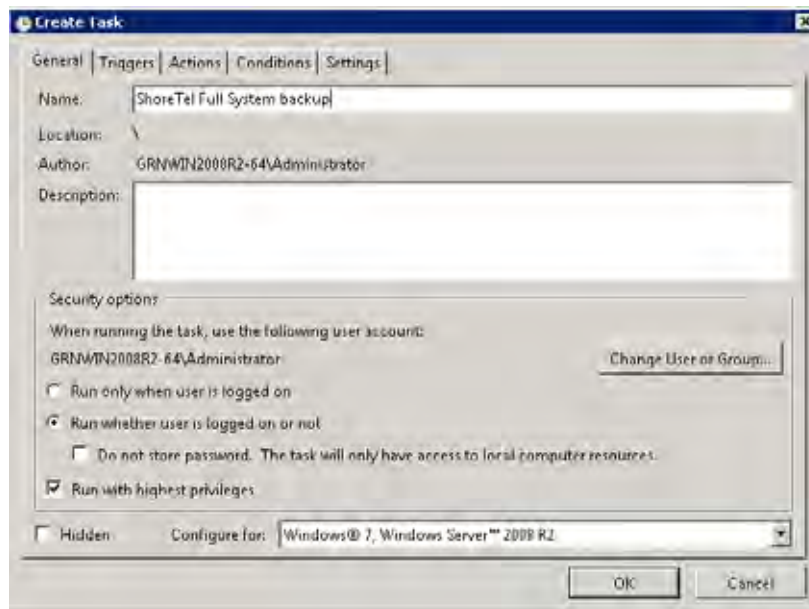 Create Task
General Triggers Actions Conditions Settings
Name: ShoreTel Full System backup
Location: \
Author: GRNWIN2008R2-64\Administrator
Description:
Security options
When running the task, use the following user account:
GRNWIN2008R2-64\Administrator Change User or Group...
Run only when user is logged on
Run whether user is logged on or not
Do not store password. The task will only have access to local computer resources.
Run with highest privileges
Hidden Configure for: Windows® 7, Windows Server™ 2008 R2
OK Cancel